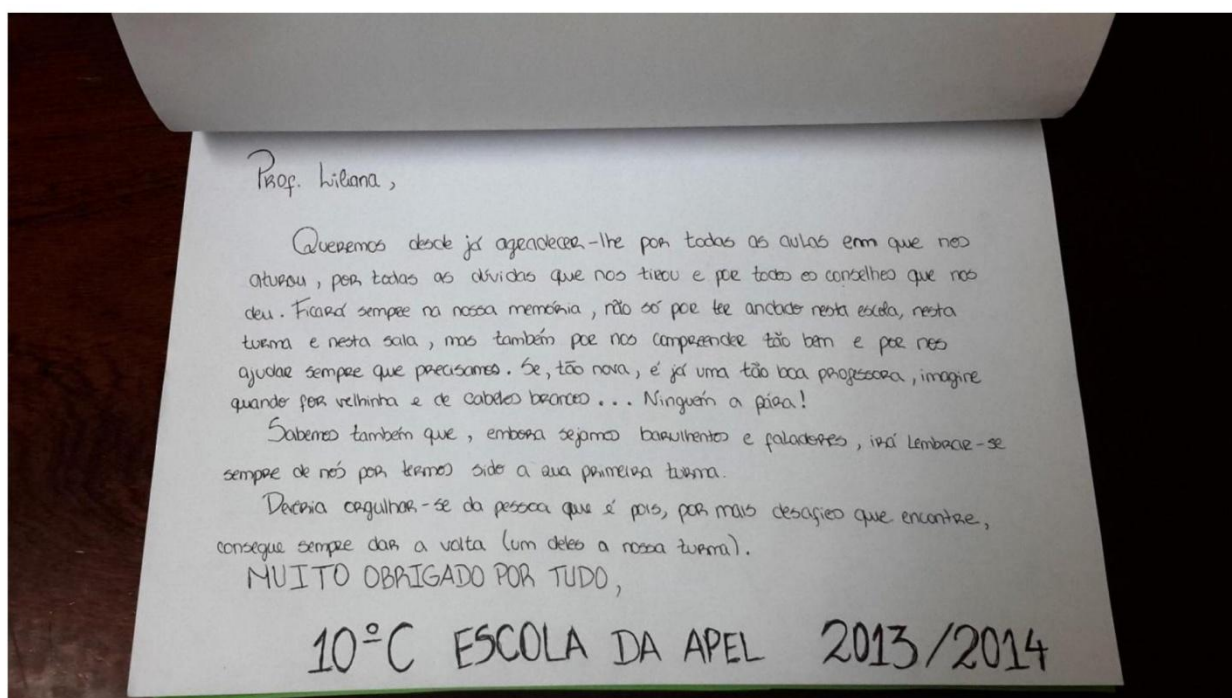 Prof. Liliana,
Queremos desde já agradecer-lhe por todas as aulas em que nos
aturou, por todas as dúvidas que nos tirou e por todos os conselhos que nos
deu. Ficará sempre na nossa memória, não só por ter andado nesta escola, nesta
turma e nesta sala, mas também por nos compreender tão bem e por nos
ajudar sempre que precisamos. Se, tão nova, é já uma tão boa professora, imagine
quando for velhinha e de cabelos brancos... Ninguém a pára!
Sabemos também que, embora sejamos barulhentos e faladores, irá lembrar-se
sempre de nós por termos sido a sua primeira turma.
Deveria orgulhar-se da pessoa que é pois, por mais desafios que encontre,
consegue sempre dar a volta (um deles a nossa turma).
MUITO OBRIGADO POR TUDO,
10ºC ESCOLA DA APEL 2013/2014